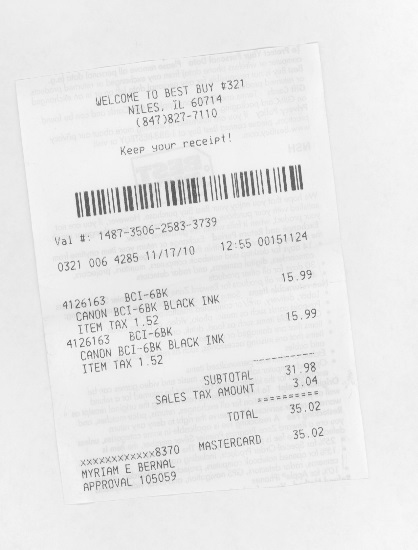 WELCOME TO BEST BUY #321
NILES, IL 60714
(847)827-7110
Keep your receipt!
Val #: 1487-3506-2583-3739
0321 006 4285 11/17/10 12:55 00151124
4126163 BCI-6BK 15.99
CANON BCI-6BK BLACK INK
ITEM TAX 1.52
4126163 BCI-6BK 15.99
CANON BCI-6BK BLACK INK
ITEM TAX 1.52
SUBTOTAL 31.98
SALES TAX AMOUNT 3.04
==========
TOTAL 35.02
xxxxxxxxxxxx8370 MASTERCARD 35.02
MYRIAM E BERNAL
APPROVAL 105059